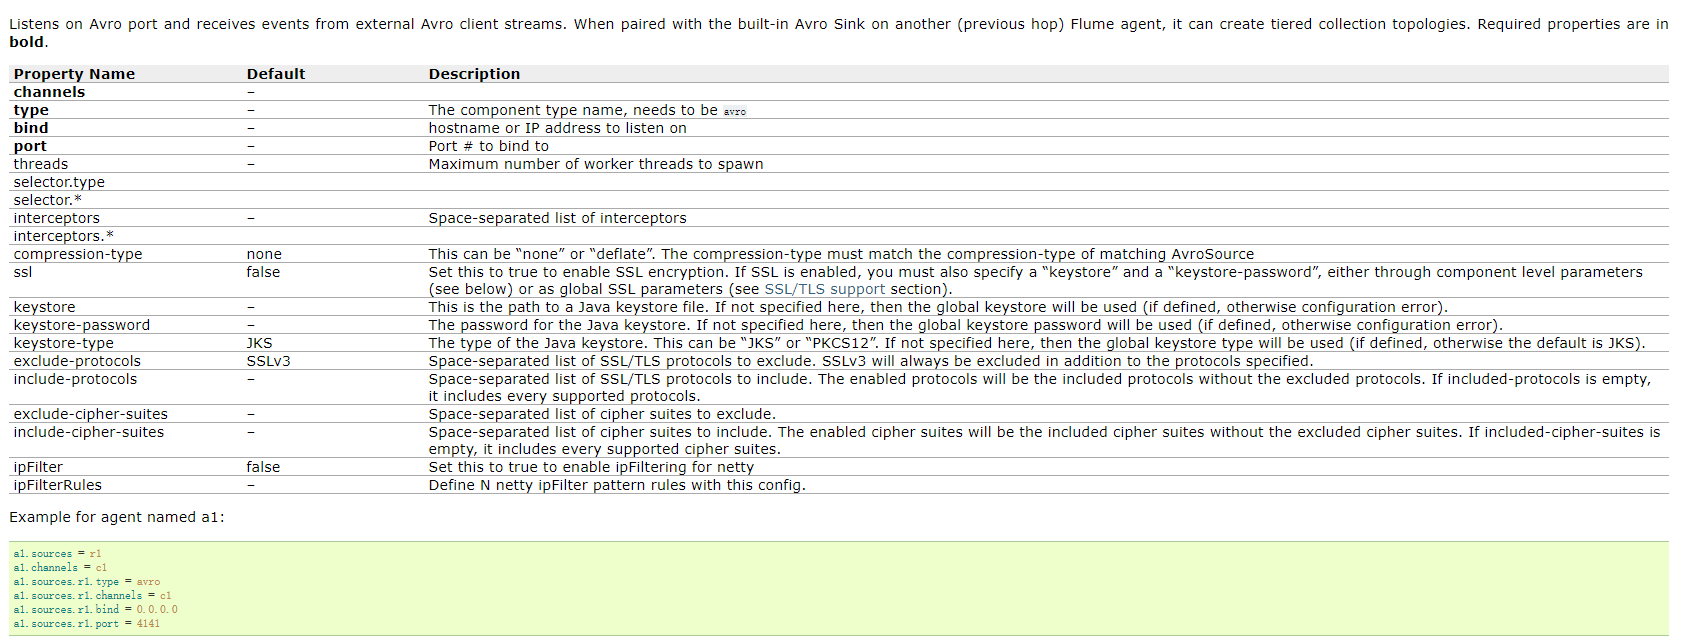 Listens on Avro port and receives events from external Avro client streams. When paired with the built-in Avro Sink on another (previous hop) Flume agent, it can create tiered collection topologies. Required properties are in
bold.
Property Name Default Description
channels –
type – The component type name, needs to be avro
bind – hostname or IP address to listen on
port – Port # to bind to
threads – Maximum number of worker threads to spawn
selector.type
selector.*
interceptors – Space-separated list of interceptors
interceptors.*
compression-type none This can be “none” or “deflate”. The compression-type must match the compression-type of matching AvroSource
ssl false Set this to true to enable SSL encryption. If SSL is enabled, you must also specify a “keystore” and a “keystore-password”, either through component level parameters
(see below) or as global SSL parameters (see SSL/TLS support section).
keystore – This is the path to a Java keystore file. If not specified here, then the global keystore will be used (if defined, otherwise configuration error).
keystore-password – The password for the Java keystore. If not specified here, then the global keystore password will be used (if defined, otherwise configuration error).
keystore-type JKS The type of the Java keystore. This can be “JKS” or “PKCS12”. If not specified here, then the global keystore type will be used (if defined, otherwise the default is JKS).
exclude-protocols SSLv3 Space-separated list of SSL/TLS protocols to exclude. SSLv3 will always be excluded in addition to the protocols specified.
include-protocols – Space-separated list of SSL/TLS protocols to include. The enabled protocols will be the included protocols without the excluded protocols. If included-protocols is empty,
it includes every supported protocols.
exclude-cipher-suites – Space-separated list of cipher suites to exclude.
include-cipher-suites – Space-separated list of cipher suites to include. The enabled cipher suites will be the included cipher suites without the excluded cipher suites. If included-cipher-suites is
empty, it includes every supported cipher suites.
ipFilter false Set this to true to enable ipFiltering for netty
ipFilterRules – Define N netty ipFilter pattern rules with this config.
Example for agent named a1:
a1.sources = r1
a1.channels = c1
a1.sources.r1.type = avro
a1.sources.r1.channels = c1
a1.sources.r1.bind = 0.0.0.0
a1.sources.r1.port = 4141